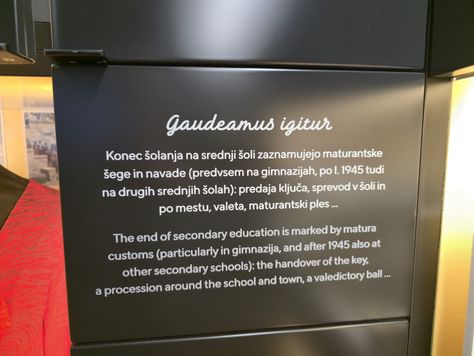 Gaudeamus igitur
Konec šolanja na srednji šoli zaznamujejo maturantske
šege in navade (predvsem na gimnazijah, po l. 1945 tudi
na drugih srednjih šolah): predaja ključa, sprevod v šoli in
po mestu, valeta, maturantski ples ...
The end of secondary education is marked by matura
customs (particularly in gimnazija, and after 1945 also at
other secondary schools): the handover of the key,
a procession around the school and town, a valedictory ball ...